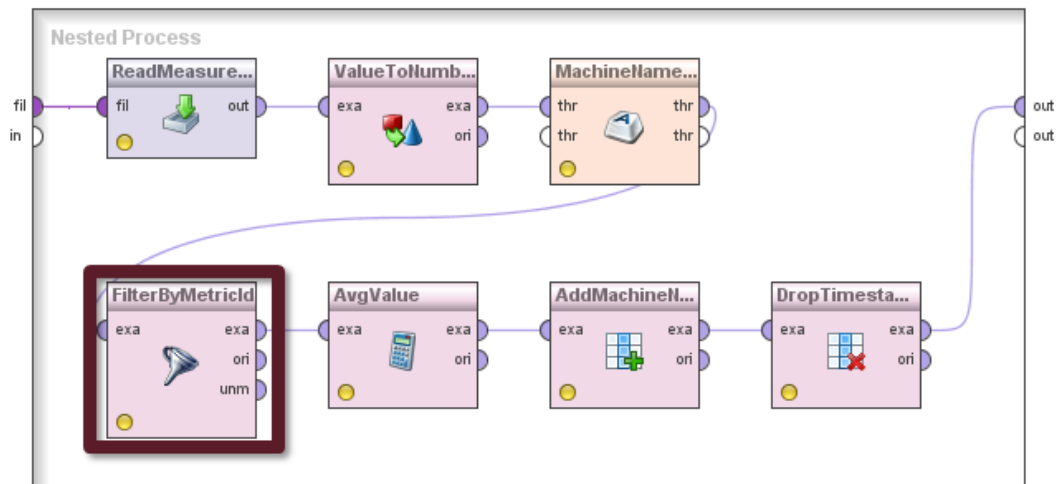 Nested Process
ReadMeasure... ValueToNumb... MachineName...
fil fil out exa exa thr thr out
in ori thr thr out
FilterByMetricId AvgValue AddMachineN... DropTimesta...
exa exa exa exa exa exa exa exa
ori ori ori ori
unm